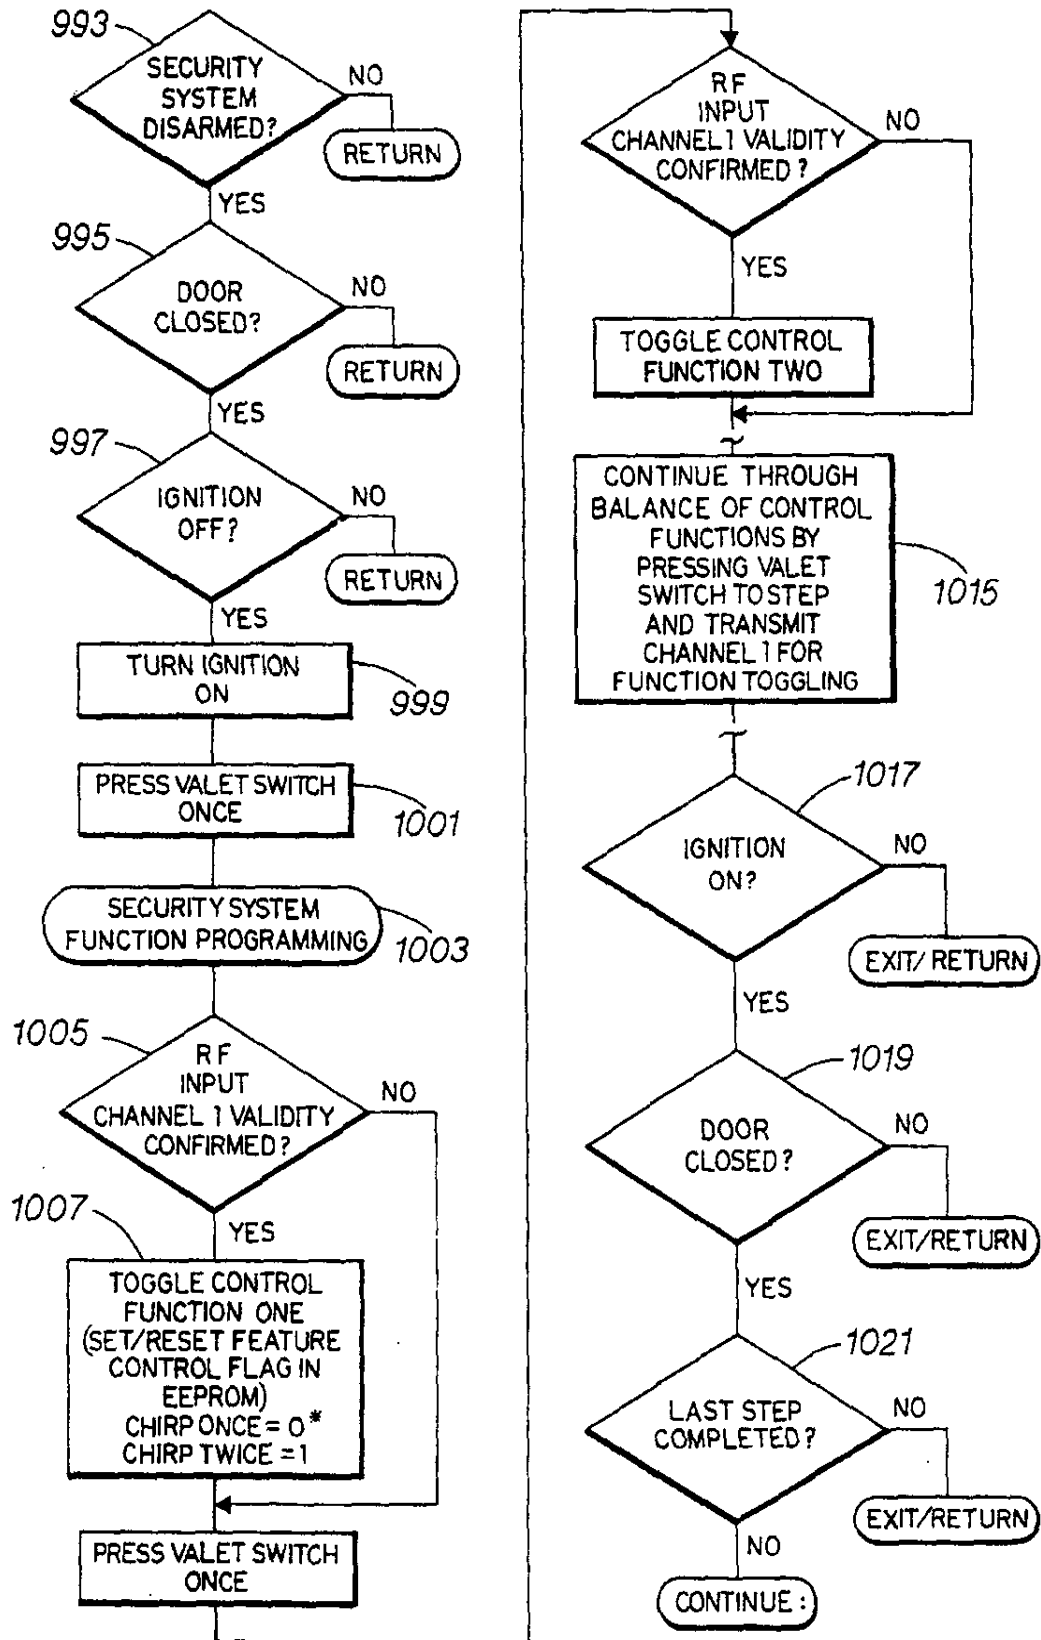 993
SECURITY
SYSTEM
DISARMED?
NO
RETURN
YES
995
DOOR
CLOSED?
NO
RETURN
YES
997
IGNITION
OFF?
NO
RETURN
YES
TURN IGNITION
ON
999
PRESS VALET SWITCH
ONCE
1001
SECURITY SYSTEM
FUNCTION PROGRAMMING
1003
1005
RF
INPUT
CHANNEL 1 VALIDITY
CONFIRMED?
NO
1007
YES
TOGGLE CONTROL
FUNCTION ONE
(SET/RESET FEATURE
CONTROL FLAG IN
EEPROM)
CHIRP ONCE = 0*
CHIRP TWICE = 1
PRESS VALET SWITCH
ONCE
RF
INPUT
CHANNEL 1 VALIDITY
CONFIRMED?
NO
YES
TOGGLE CONTROL
FUNCTION TWO
CONTINUE THROUGH
BALANCE OF CONTROL
FUNCTIONS BY
PRESSING VALET
SWITCH TO STEP
AND TRANSMIT
CHANNEL 1 FOR
FUNCTION TOGGLING
1015
1017
IGNITION
ON?
NO
EXIT/RETURN
YES
1019
DOOR
CLOSED?
NO
EXIT/RETURN
YES
1021
LAST STEP
COMPLETED?
NO
EXIT/RETURN
NO
CONTINUE: